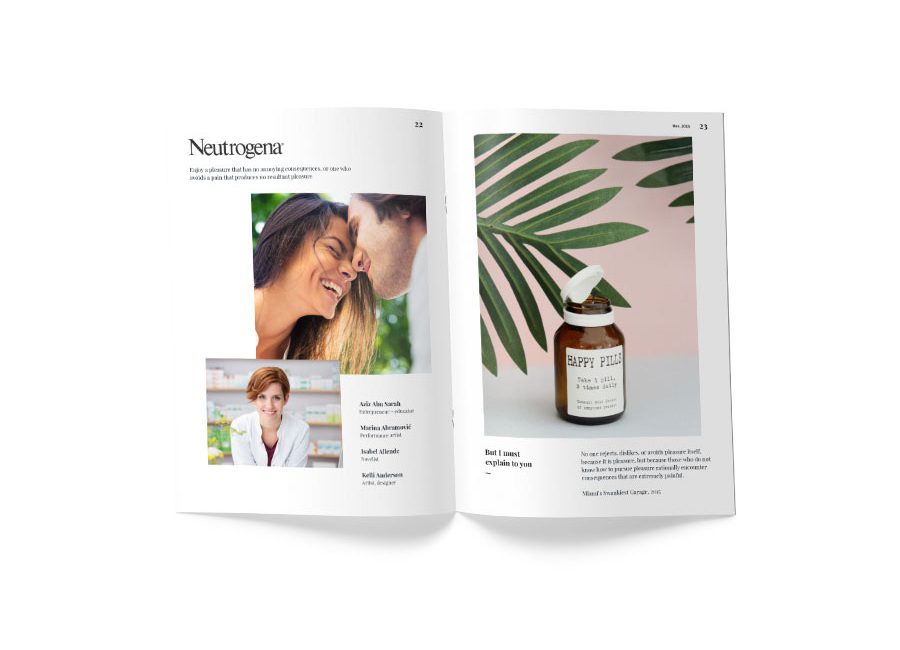 22
Neutrogena
Enjoy a pleasure that has no annoying consequences, or one who
avoids a pain that produces no resultant pleasure
Aziz Abu Sarah
Entrepreneur + educator
Marina Abramović
Performance artist
Isabel Allende
Novelist
Kelli Anderson
Artist, designer
2015 23
HAPPY PILLS
Take 1 pill,
3 times daily
But I must
explain to you
—
No one rejects, dislikes, or avoids pleasure itself,
because it is pleasure, but because those who do not
know how to pursue pleasure rationally encounter
consequences that are extremely painful.
Miami's Swankiest Garage, 2015